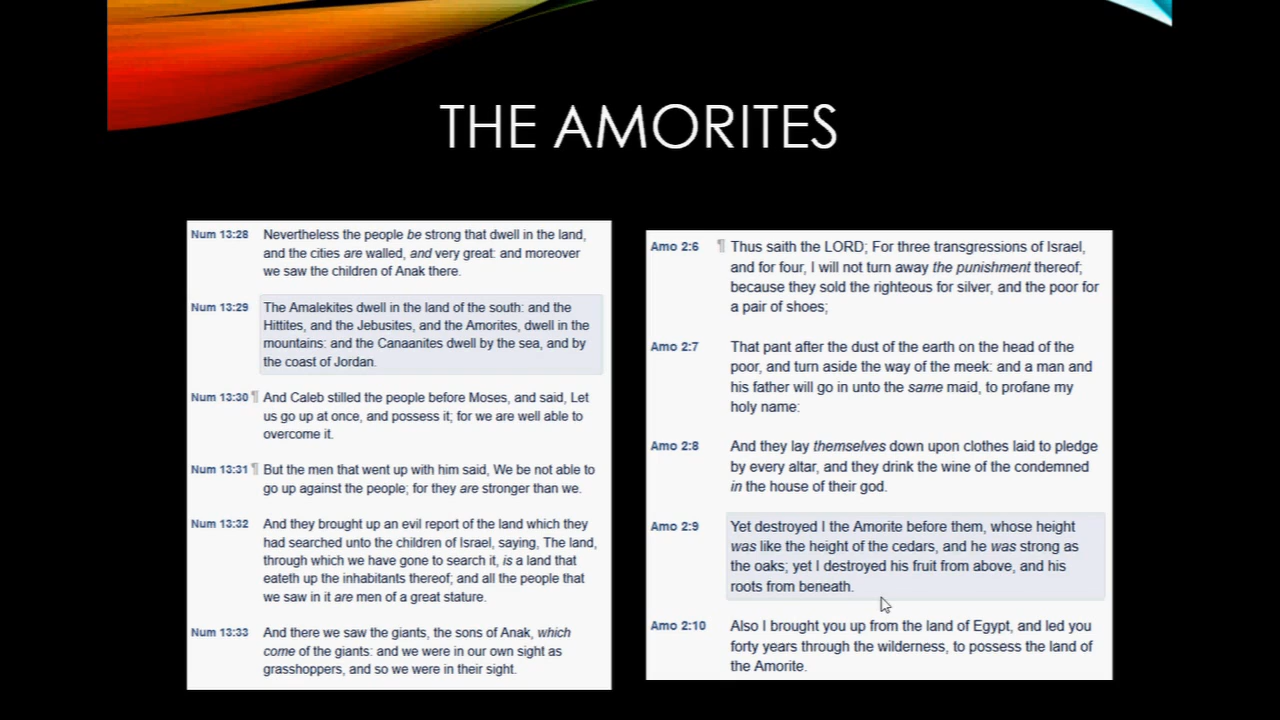 THE AMORITES
Num 13:28 Nevertheless the people be strong that dwell in the land,
and the cities are walled, and very great: and moreover
we saw the children of Anak there.
Num 13:29 The Amalekites dwell in the land of the south: and the
Hittites, and the Jebusites, and the Amorites, dwell in the
mountains: and the Canaanites dwell by the sea, and by
the coast of Jordan.
Num 13:30 ¶ And Caleb stilled the people before Moses, and said, Let
us go up at once, and possess it; for we are well able to
overcome it.
Num 13:31 ¶ But the men that went up with him said, We be not able to
go up against the people; for they are stronger than we.
Num 13:32 And they brought up an evil report of the land which they
had searched unto the children of Israel, saying, The land,
through which we have gone to search it, is a land that
eateth up the inhabitants thereof; and all the people that
we saw in it are men of a great stature.
Num 13:33 And there we saw the giants, the sons of Anak, which
come of the giants: and we were in our own sight as
grasshoppers, and so we were in their sight.
Amo 2:6 ¶ Thus saith the LORD; For three transgressions of Israel,
and for four, I will not turn away the punishment thereof;
because they sold the righteous for silver, and the poor for
a pair of shoes;
Amo 2:7 That pant after the dust of the earth on the head of the
poor, and turn aside the way of the meek: and a man and
his father will go in unto the same maid, to profane my
holy name:
Amo 2:8 And they lay themselves down upon clothes laid to pledge
by every altar, and they drink the wine of the condemned
in the house of their god.
Amo 2:9 Yet destroyed I the Amorite before them, whose height
was like the height of the cedars, and he was strong as
the oaks; yet I destroyed his fruit from above, and his
roots from beneath.
Amo 2:10 Also I brought you up from the land of Egypt, and led you
forty years through the wilderness, to possess the land of
the Amorite.